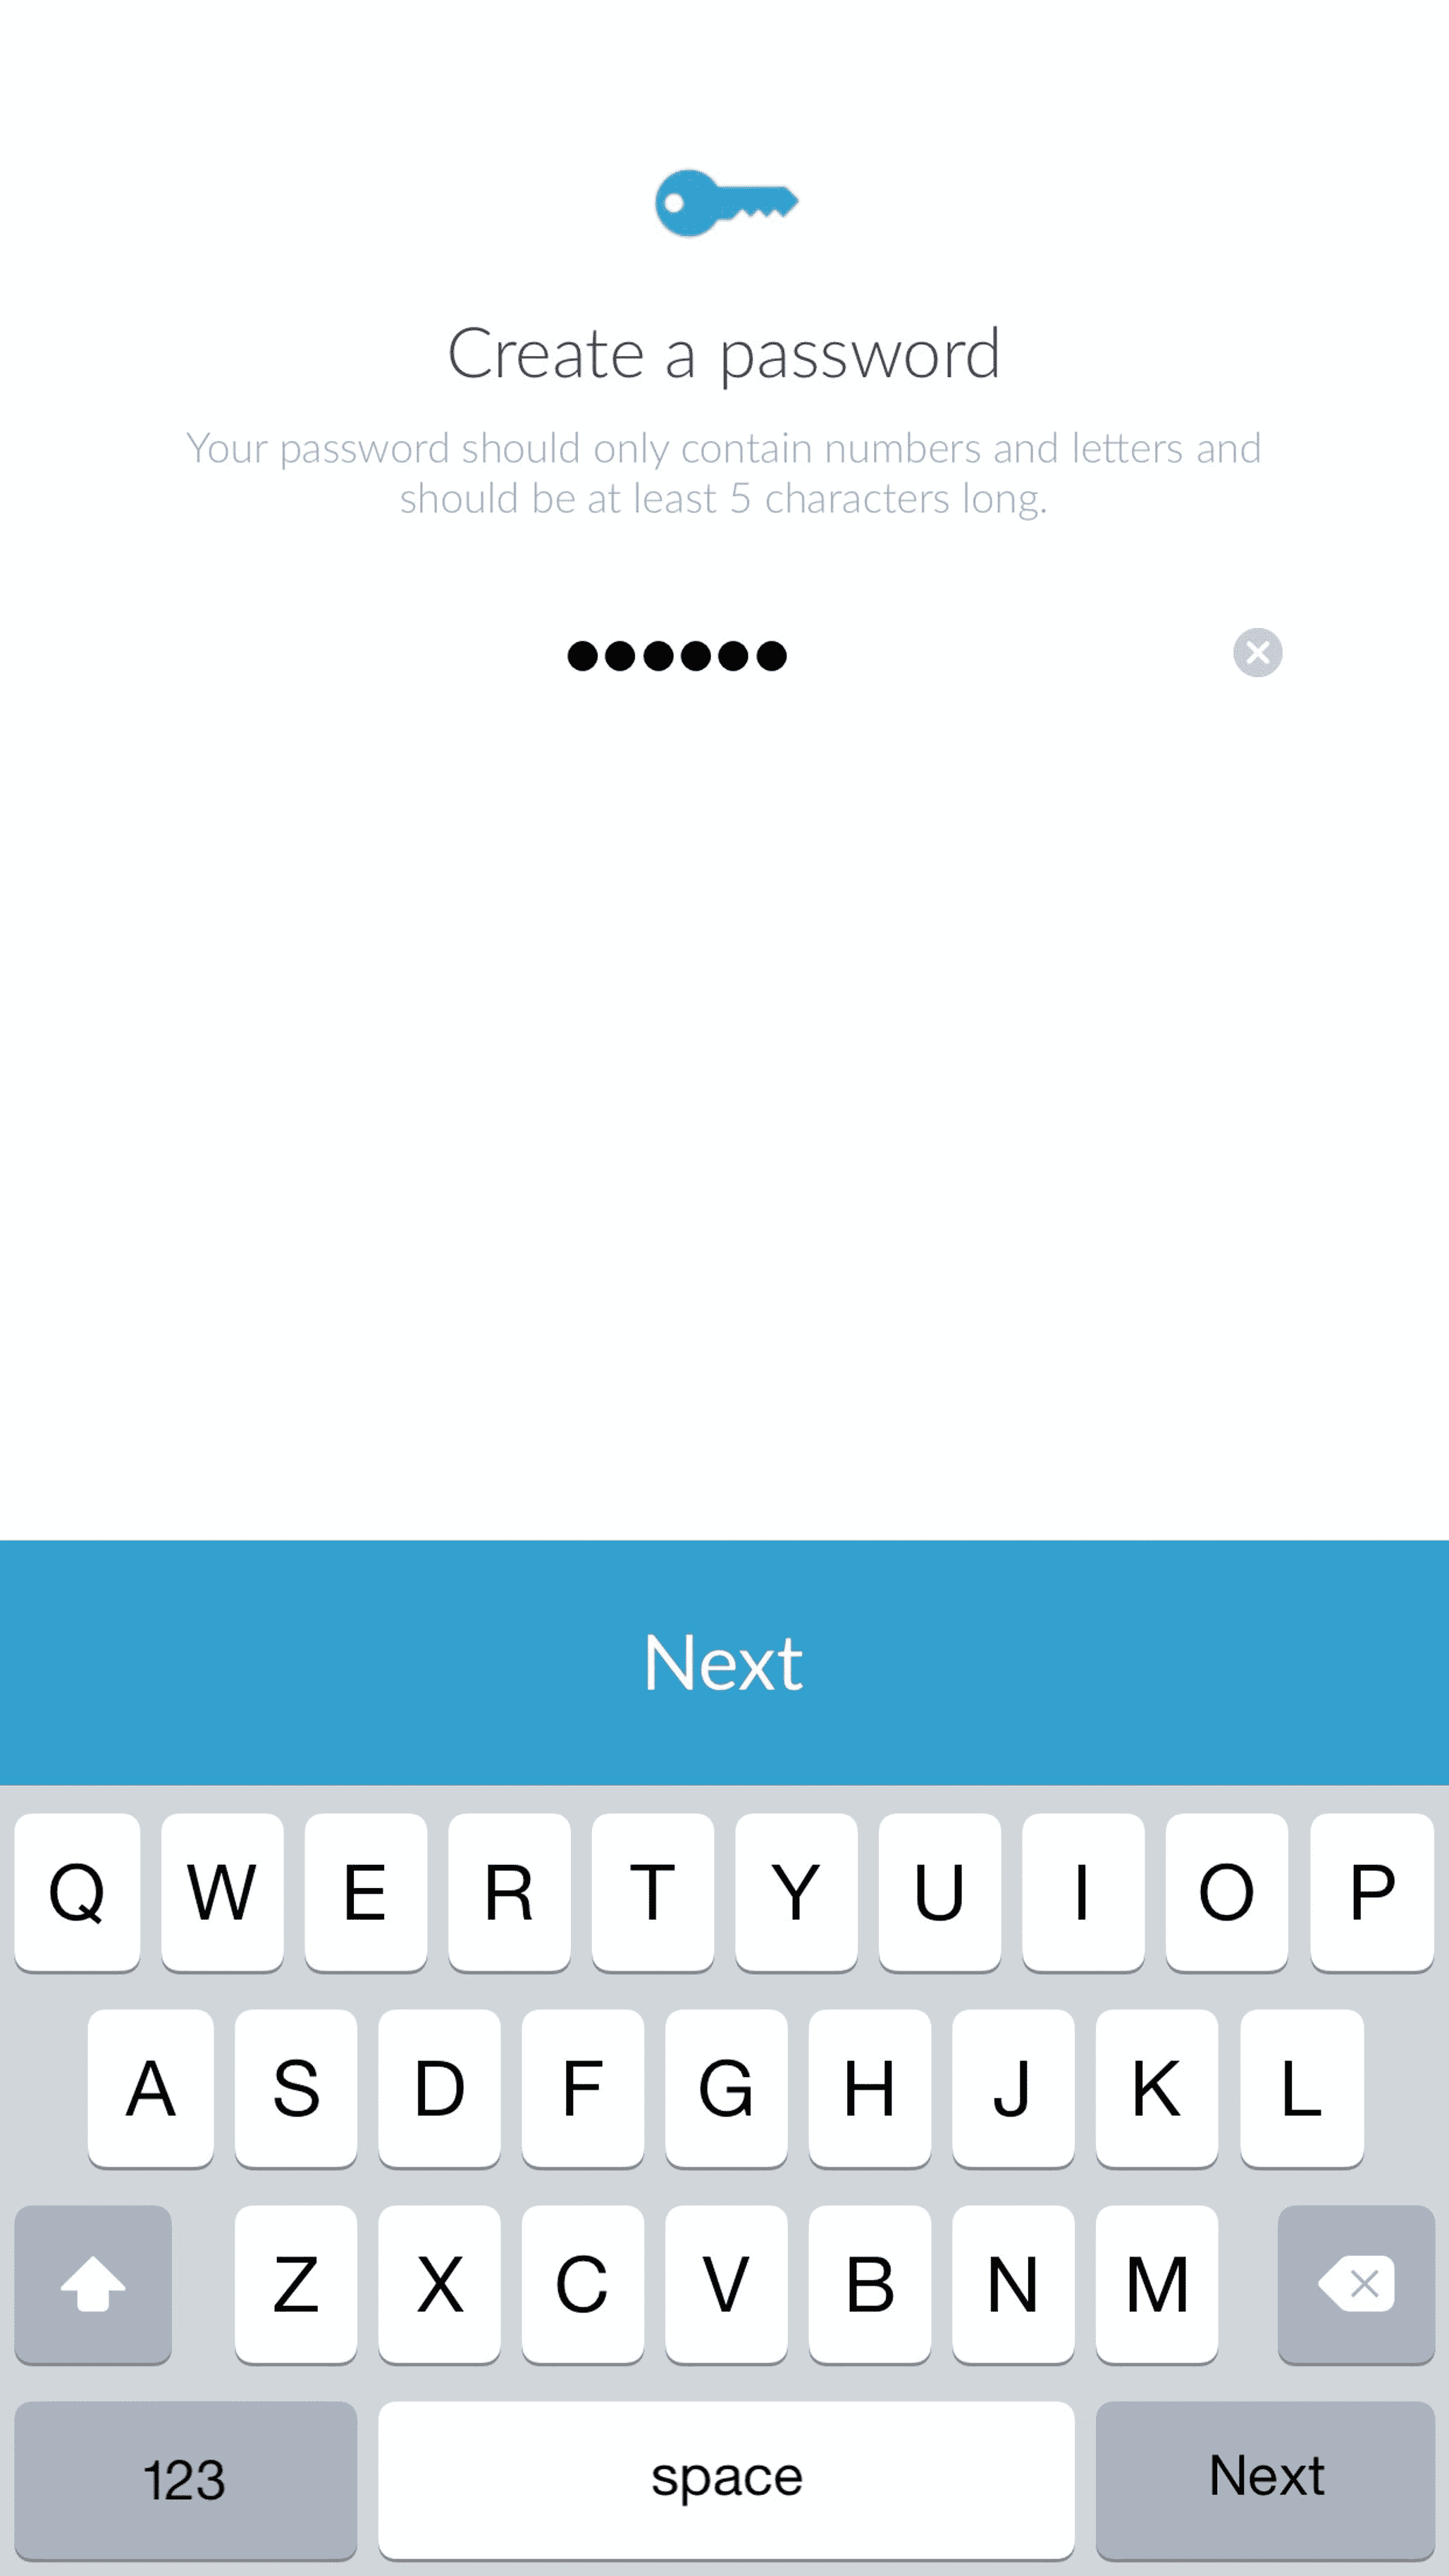 Create a password
Your password should only contain numbers and letters and
should be at least 5 characters long.
●●●●●●
Next
Q W E R T Y U I O P
A S D F G H J K L
Z X C V B N M
123 space Next